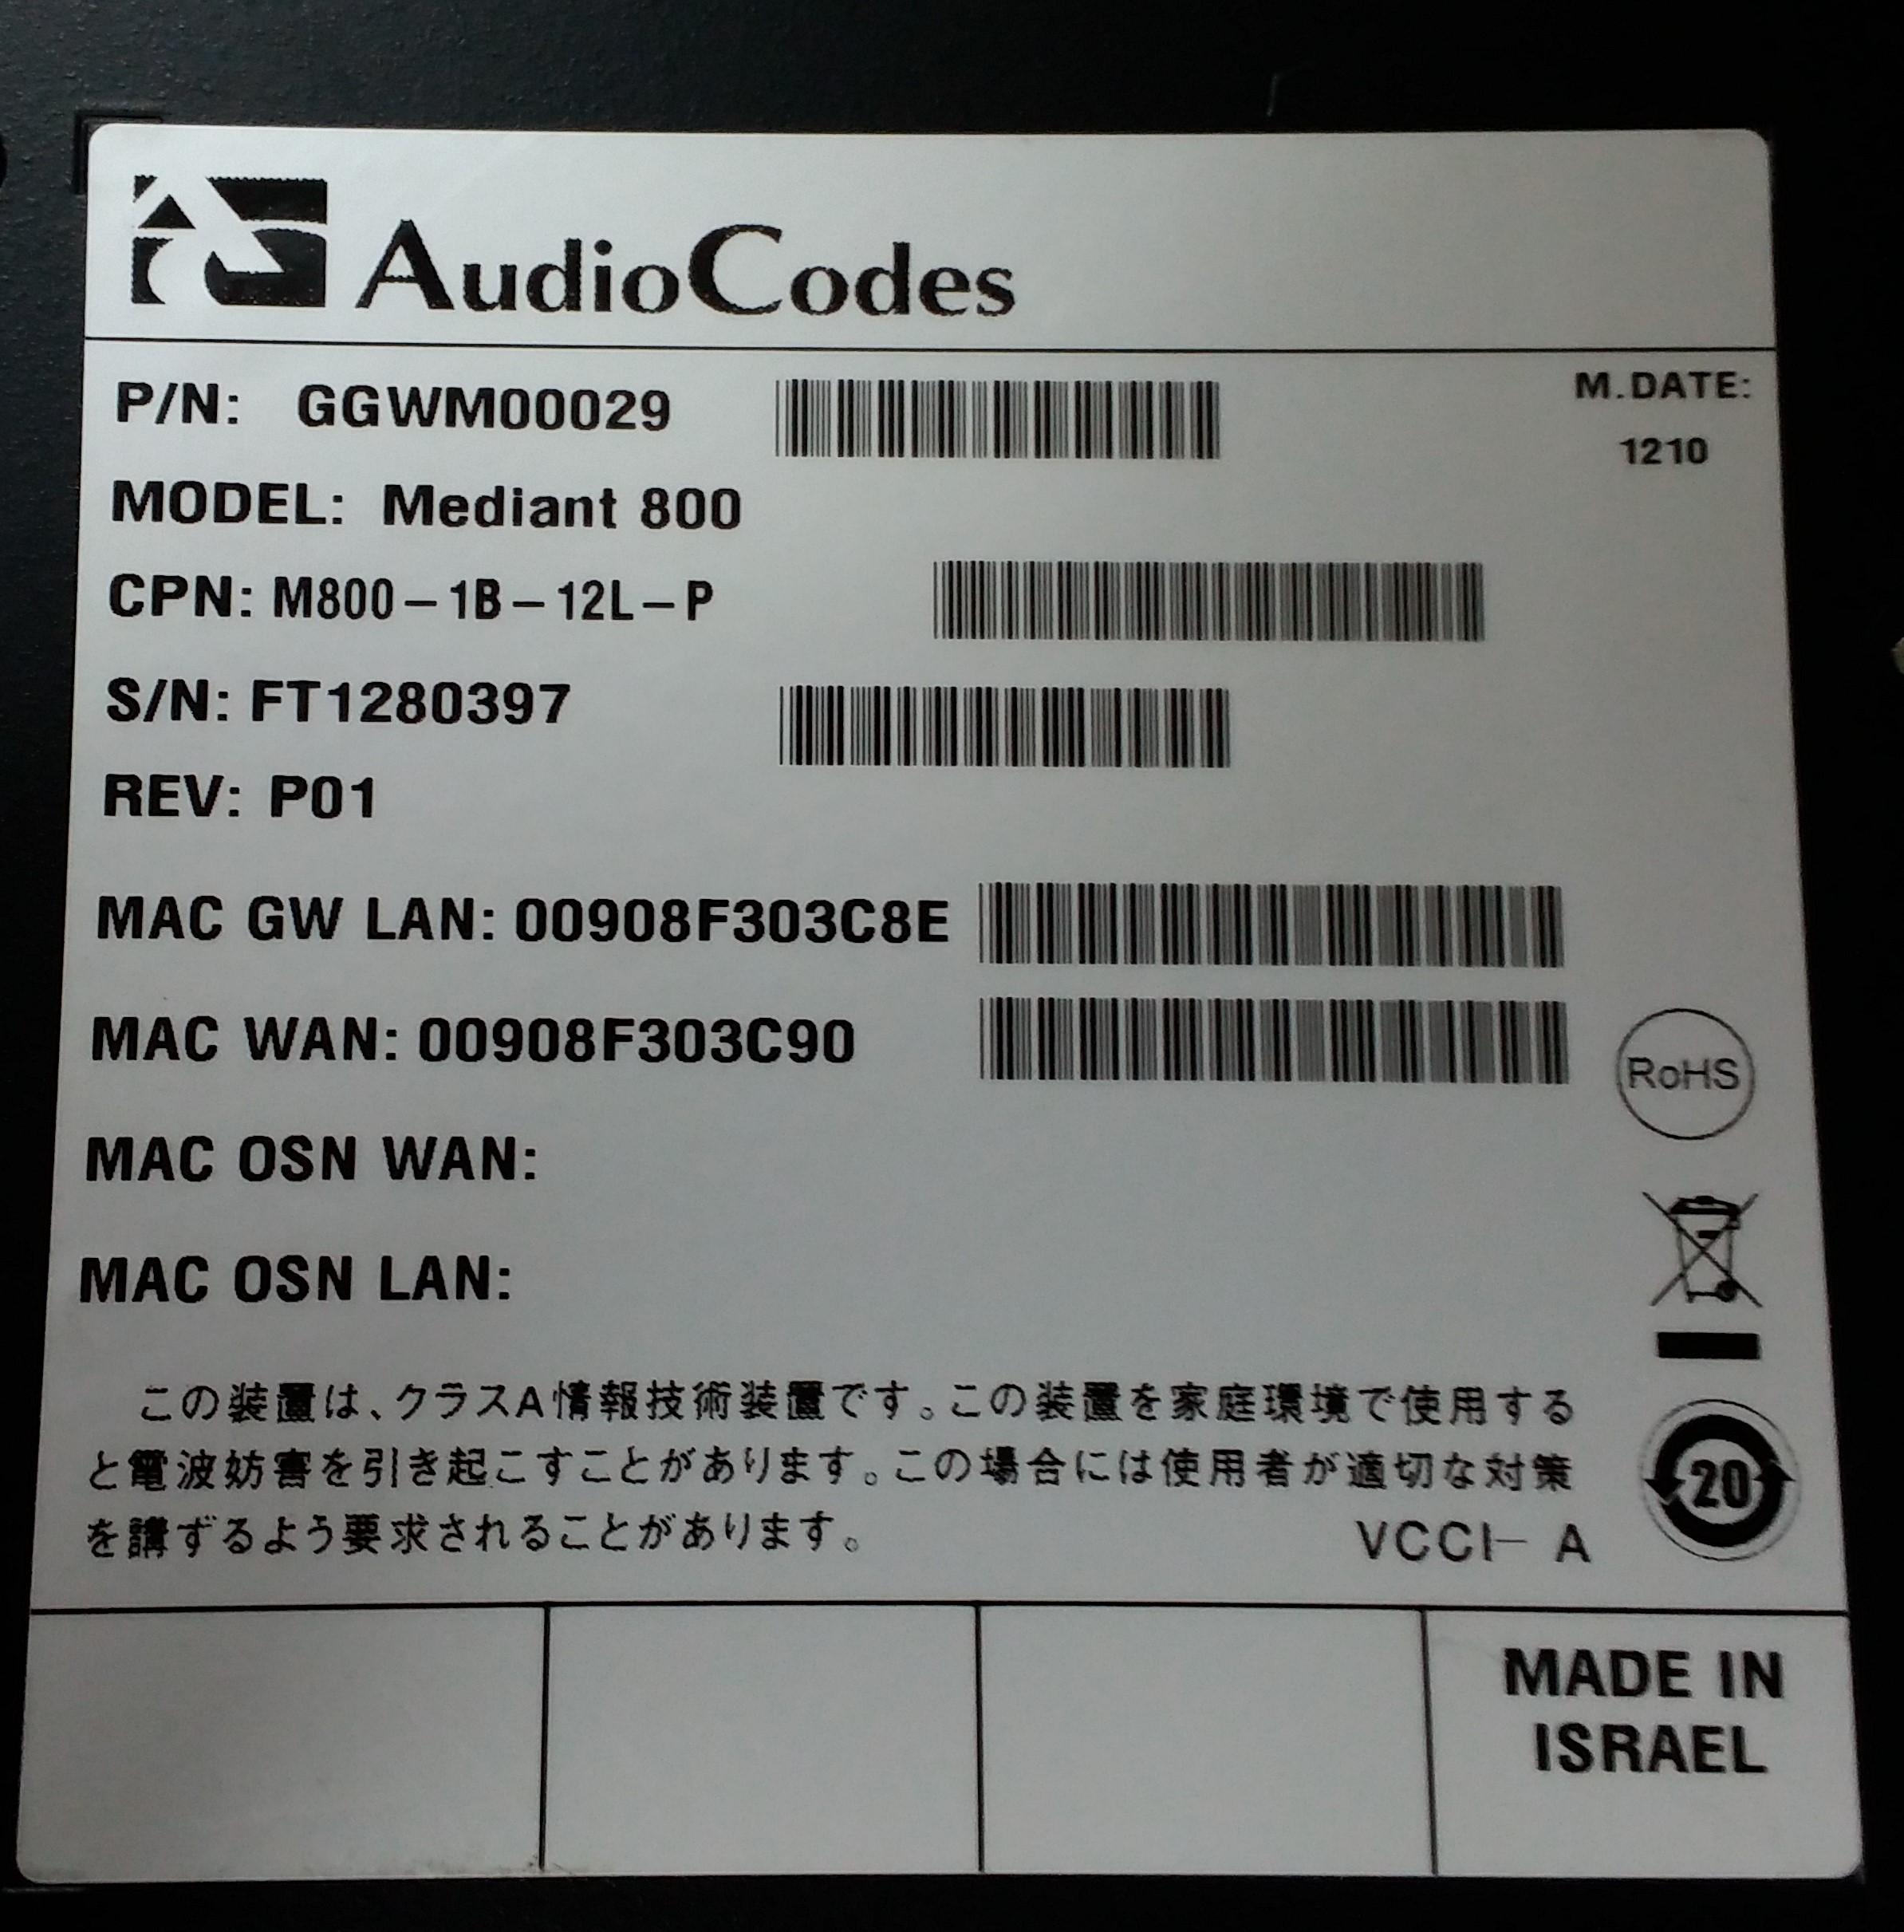 AudioCodes
P/N: GGWM00029
M.DATE:
1210
MODEL: Mediant 800
CPN: M800-1B-12L-P
S/N: FT1280397
REV: P01
MAC GW LAN: 00908F303C8E
MAC WAN: 00908F303C90
RoHS
MAC OSN WAN:
MAC OSN LAN:
この装置は、クラスA情報技術装置です。この装置を家庭環境で使用する
と電波妨害を引き起こすことがあります。この場合には使用者が適切な対策
を講ずるよう要求されることがあります。
VCCI-A
20
MADE IN
ISRAEL